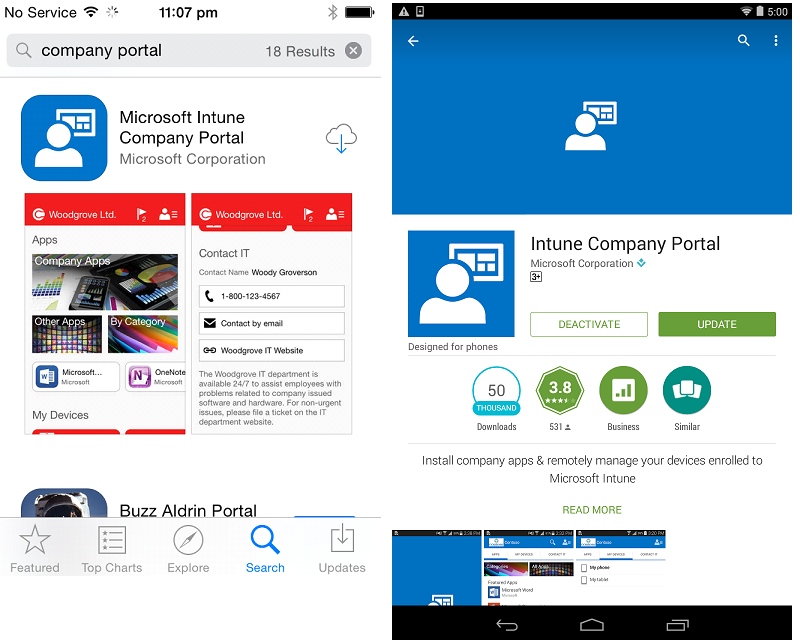 No Service 11:07 pm
company portal 18 Results
Microsoft Intune
Company Portal
Microsoft Corporation
Woodgrove Ltd. 2
Apps
Company Apps
Other Apps By Category
Microsoft... OneNote
Microsoft Microsoft
My Devices
Woodgrove Ltd. 2
Contact IT
Contact Name Woody Groverson
1-800-123-4567
Contact by email
Woodgrove IT Website
The Woodgrove IT department is
available 24/7 to assist employees with
problems related to company issued
software and hardware. For non-urgent
issues, please file a ticket on the IT
department website.
Buzz Aldrin Portal
Featured Top Charts Explore Search Updates
5:00
Intune Company Portal
Microsoft Corporation
3+
DEACTIVATE UPDATE
Designed for phones
50 3.8
THOUSAND
Downloads 531 Business Similar
Install company apps & remotely manage your devices enrolled to
Microsoft Intune
READ MORE
Contoso
APPS MY DEVICES CONTACT IT
Categories All Apps
Featured Apps
Microsoft Word
Microsoft
Contoso
APPS MY DEVICES CONTACT IT
My phone
My tablet